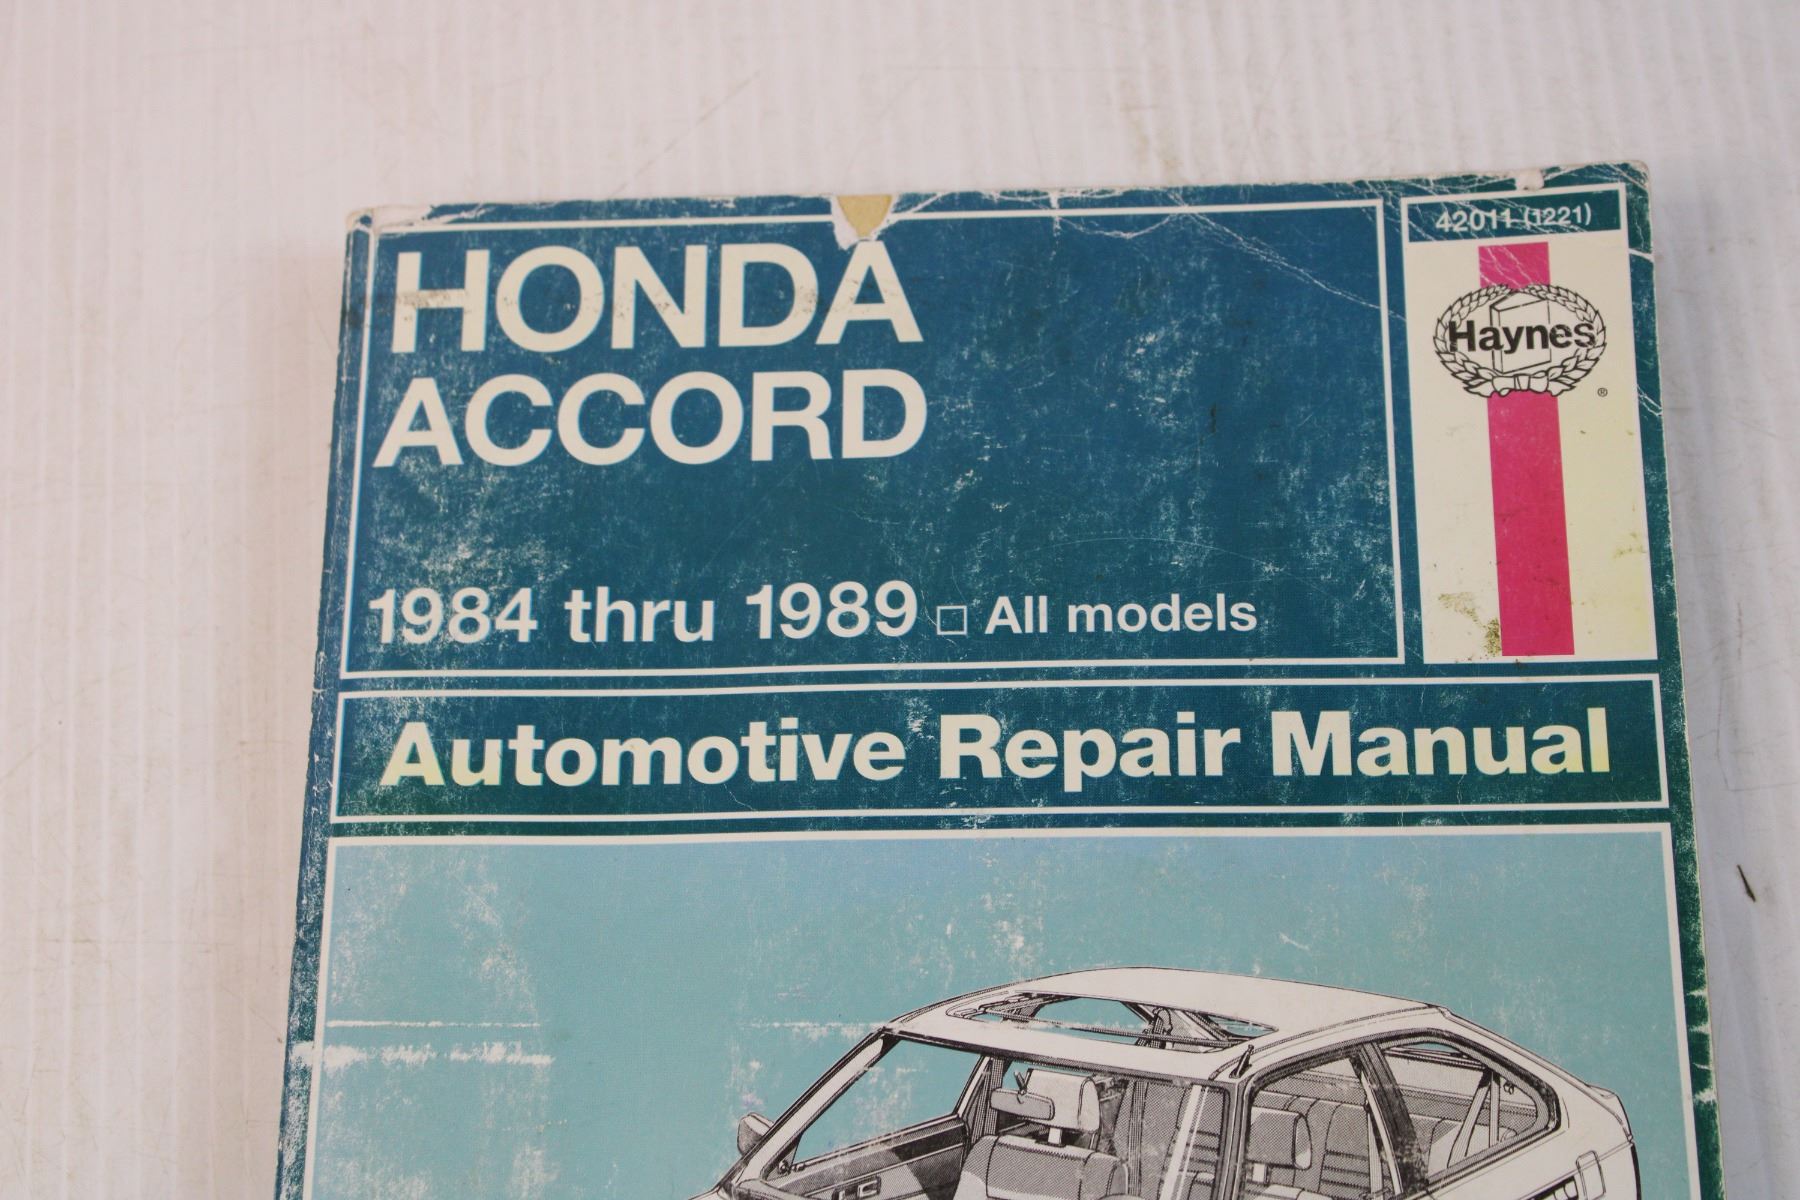 HONDA
ACCORD
1984 thru 1989 □ All models
42011 (1221)
Haynes
®
Automotive Repair Manual